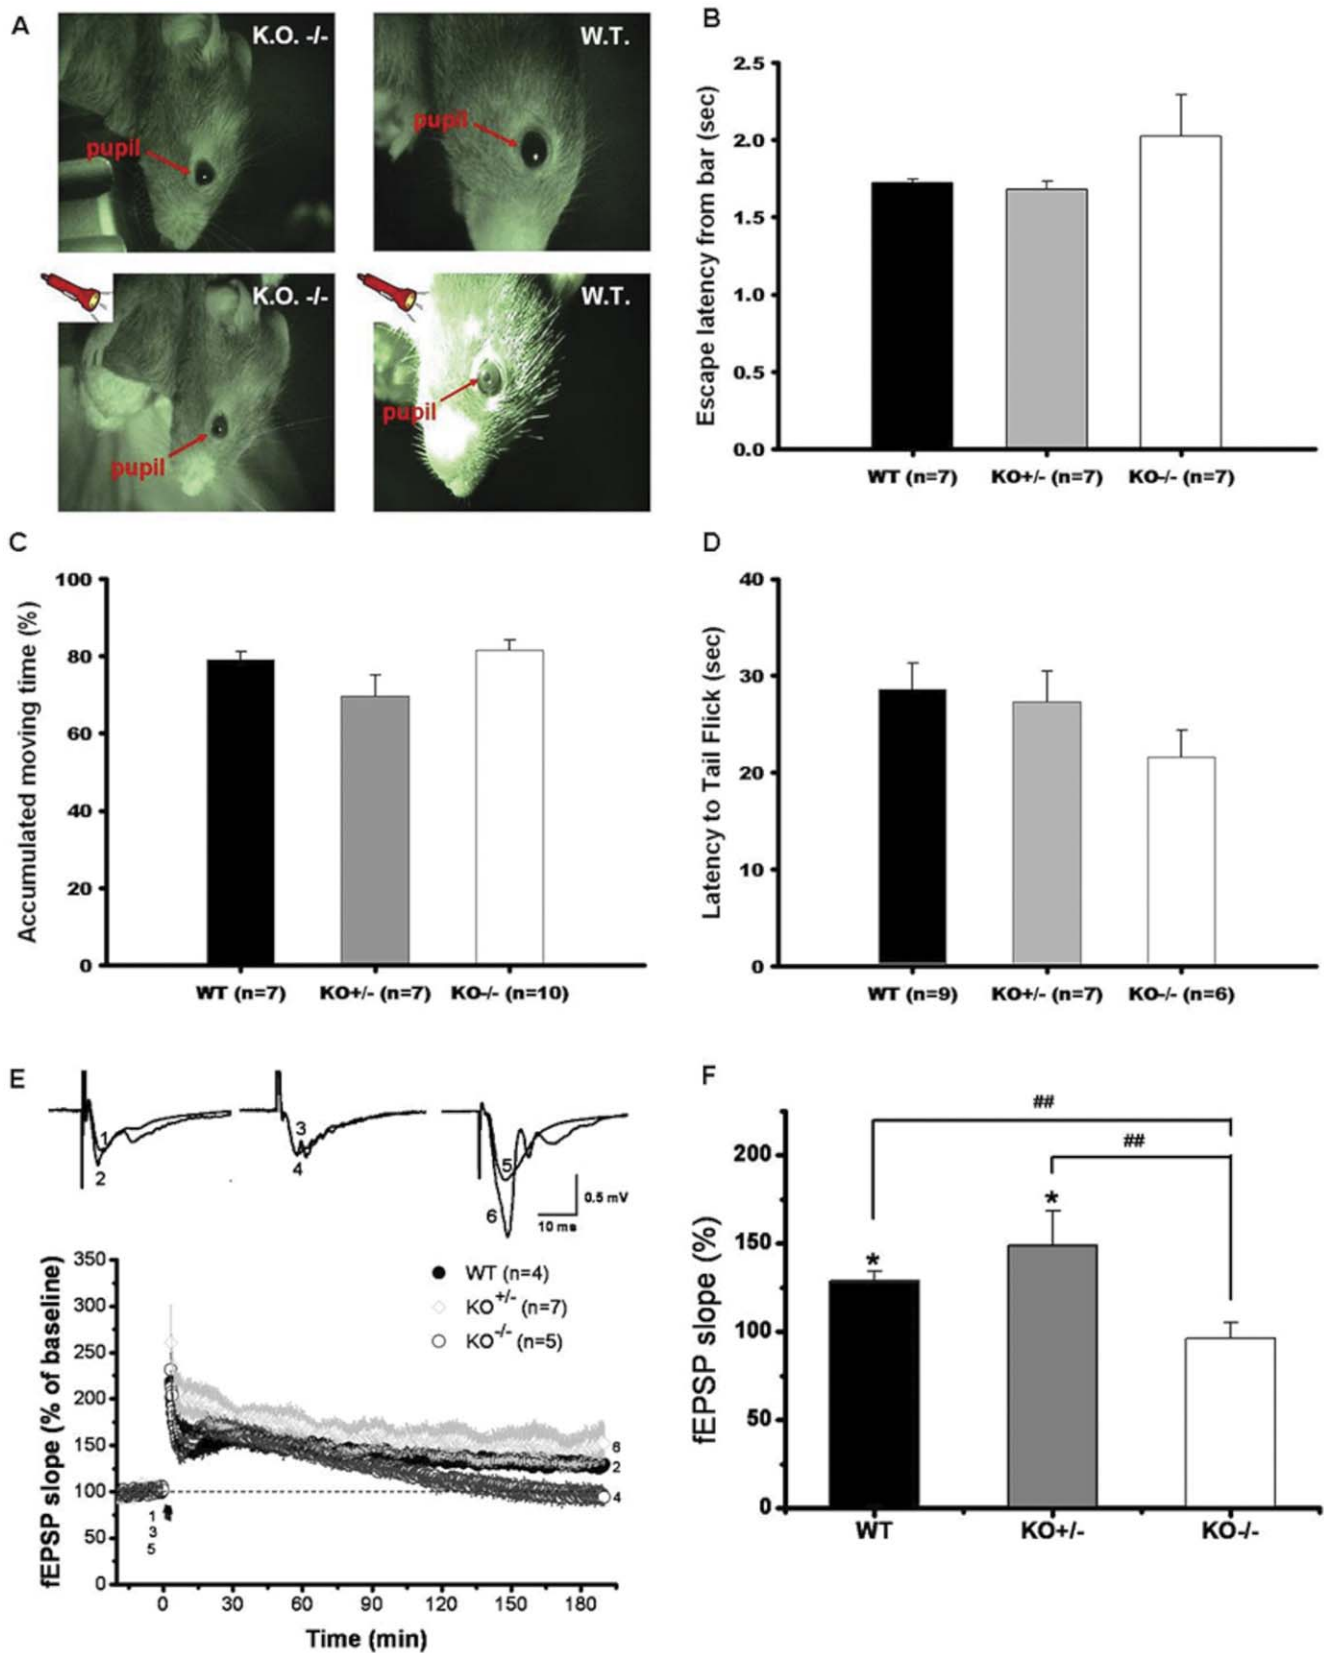 A
K.O. -/-
pupil
W.T.
pupil
K.O. -/-
pupil
W.T.
pupil
B
Escape latency from bar (sec)
2.5
2.0
1.5
1.0
0.5
0.0
WT (n=7) KO+/- (n=7) KO-/- (n=7)
C
Accumulated moving time (%)
100
80
60
40
20
0
WT (n=7) KO+/- (n=7) KO-/- (n=10)
D
Latency to Tail Flick (sec)
40
30
20
10
0
WT (n=9) KO+/- (n=7) KO-/- (n=6)
E
1
2
3
4
5
6
0.5 mV
10 ms
fEPSP slope (% of baseline)
350
300
250
200
150
100
50
0
WT (n=4)
KO+/- (n=7)
KO-/- (n=5)
6
2
4
1
3
5
0 30 60 90 120 150 180
Time (min)
F
##
##
*
*
fEPSP slope (%)
200
150
100
50
0
WT KO+/- KO-/-